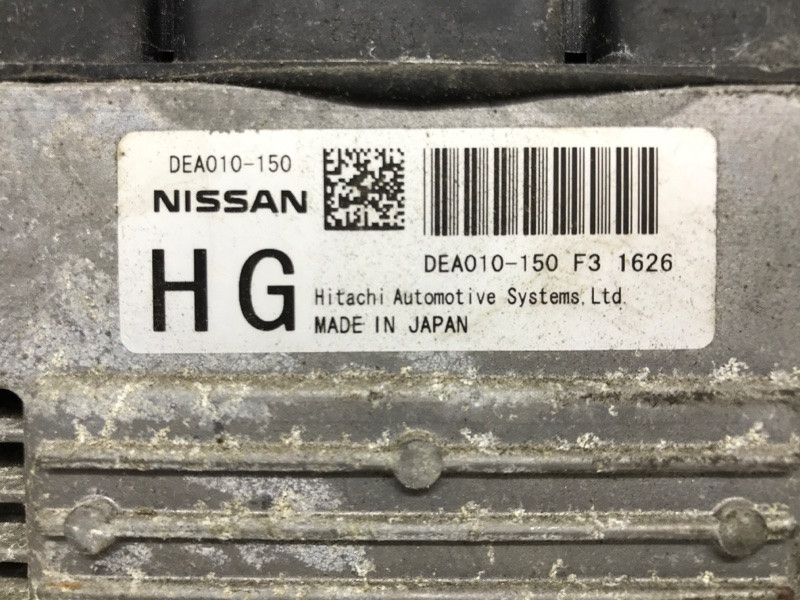 DEA010-150
NISSAN
HG
DEA010-150 F3 1626
Hitachi Automotive Systems,Ltd.
MADE IN JAPAN